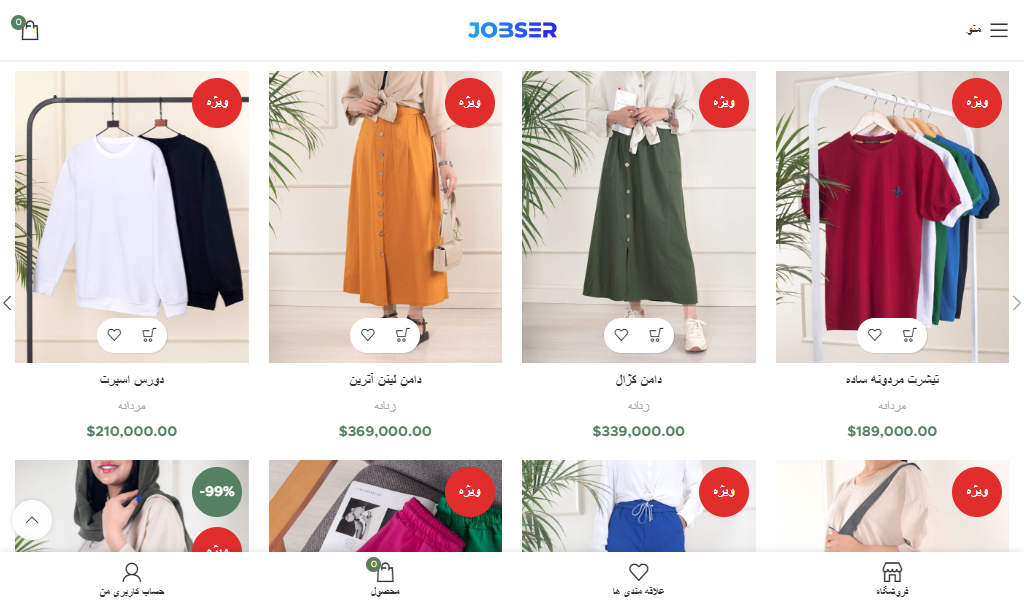 منو
JOBSER
0
ویژه
ویژه
ویژه
ویژه
تیشرت مردونه ساده
دامن کژال
دامن لینن آترین
دورس اسپرت
مردانه
زنانه
زنانه
مردانه
$189,000.00
$339,000.00
$369,000.00
$210,000.00
ویژه
ویژه
ویژه
-99%
ویژه
فروشگاه
علاقه مندی ها
0
محصول
حساب کاربری من